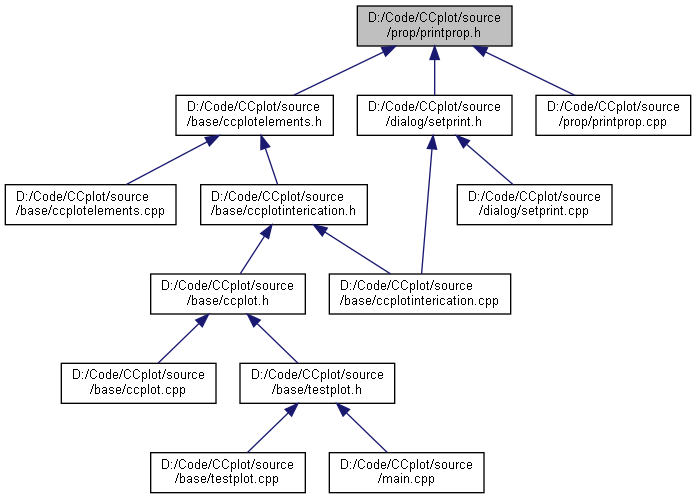 D:/Code/CCplot/source
/prop/printprop.h
D:/Code/CCplot/source
/base/ccplotelements.h
D:/Code/CCplot/source
/dialog/setprint.h
D:/Code/CCplot/source
/prop/printprop.cpp
D:/Code/CCplot/source
/base/ccplotelements.cpp
D:/Code/CCplot/source
/base/ccplotinterication.h
D:/Code/CCplot/source
/dialog/setprint.cpp
D:/Code/CCplot/source
/base/ccplot.h
D:/Code/CCplot/source
/base/ccplotinterication.cpp
D:/Code/CCplot/source
/base/ccplot.cpp
D:/Code/CCplot/source
/base/testplot.h
D:/Code/CCplot/source
/base/testplot.cpp
D:/Code/CCplot/source
/main.cpp